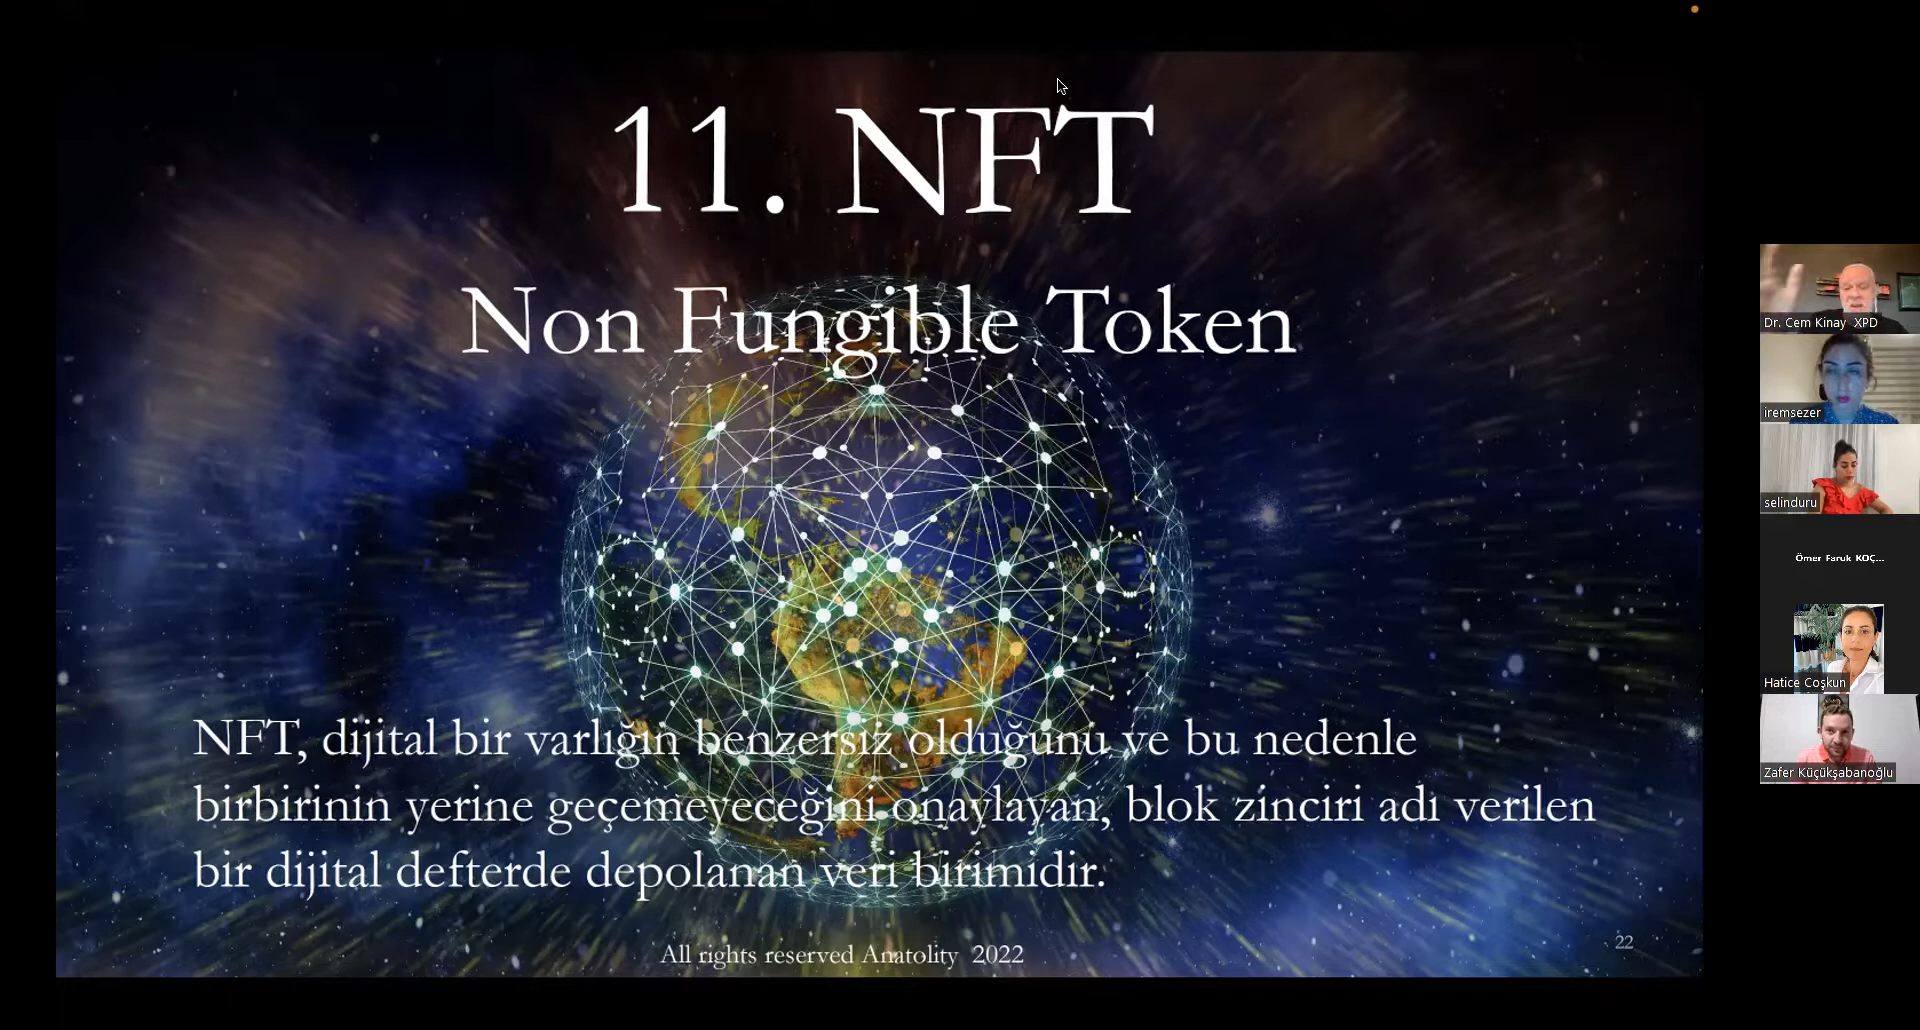 11. NFT
Non Fungible Token
NFT, dijital bir varlığın benzersiz olduğunu ve bu nedenle
birbirinin yerine geçemeyeceğini onaylayan, blok zinciri adı verilen
bir dijital defterde depolanan veri birimidir.
All rights reserved Anatolity 2022
22
Dr. Cem Kinay XPD
iremsezer
selinduru
Ömer Faruk KOÇ...
Hatice Coşkun
Zafer Küçükşabanoğlu